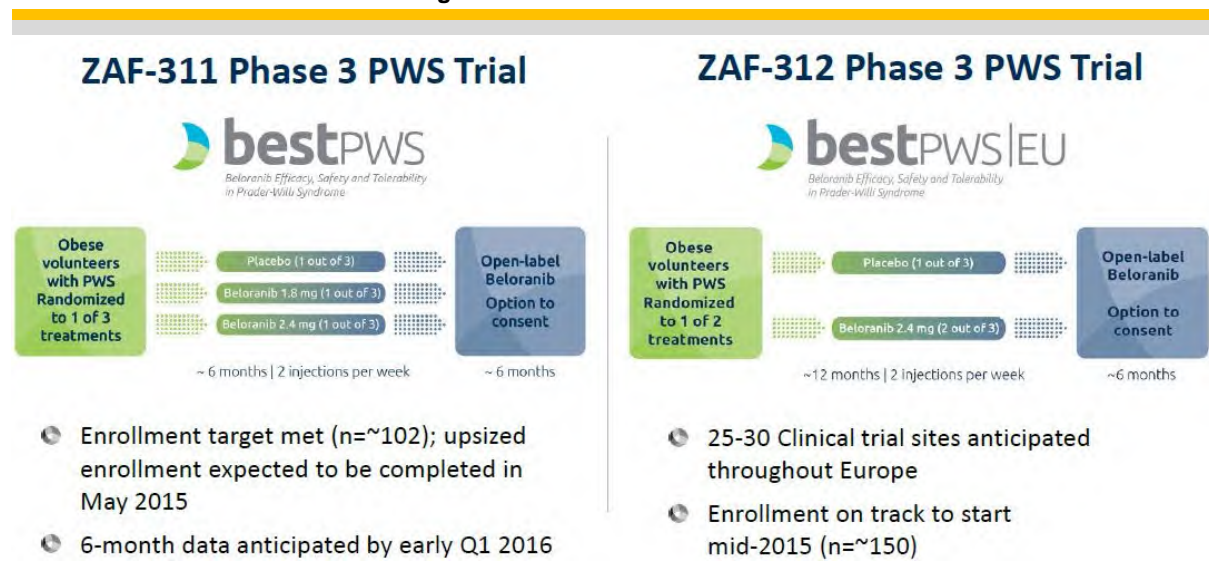 ZAF-311 Phase 3 PWS Trial
bestPWS
Beloranib Efficacy, Safety and Tolerability
in Prader-Willi Syndrome
Obese
volunteers
with PWS
Randomized
to 1 of 3
treatments
Placebo (1 out of 3)
Beloranib 1.8 mg (1 out of 3)
Beloranib 2.4 mg (1 out of 3)
Open-label
Beloranib
Option to
consent
~ 6 months | 2 injections per week
~ 6 months
Enrollment target met (n=~102); upsized
enrollment expected to be completed in
May 2015
6-month data anticipated by early Q1 2016
ZAF-312 Phase 3 PWS Trial
bestPWS|EU
Beloranib Efficacy, Safety and Tolerability
in Prader-Willi Syndrome
Obese
volunteers
with PWS
Randomized
to 1 of 2
treatments
Placebo (1 out of 3)
Beloranib 2.4 mg (2 out of 3)
Open-label
Beloranib
Option to
consent
~12 months | 2 injections per week
~6 months
25-30 Clinical trial sites anticipated
throughout Europe
Enrollment on track to start
mid-2015 (n=~150)